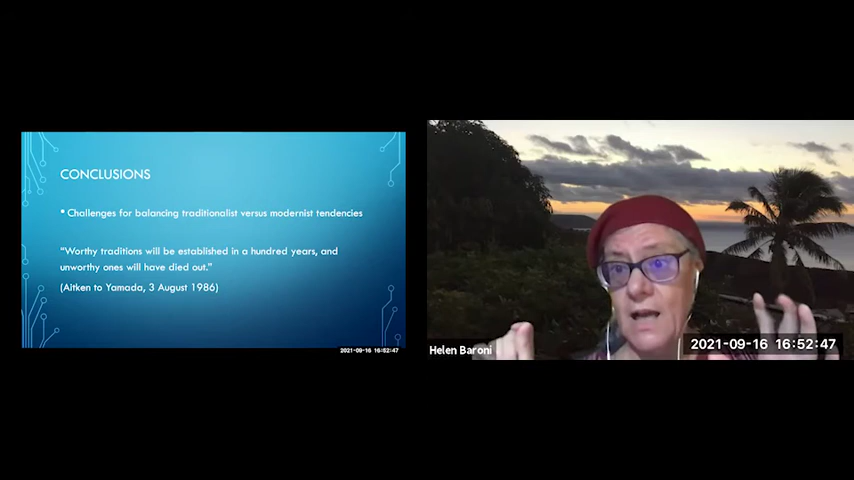 CONCLUSIONS
* Challenges for balancing traditionalist versus modernist tendencies
“Worthy traditions will be established in a hundred years, and
unworthy ones will have died out.”
(Aitken to Yamada, 3 August 1986)
2021-09-16 16:52:47
Helen Baroni
2021-09-16 16:52:47